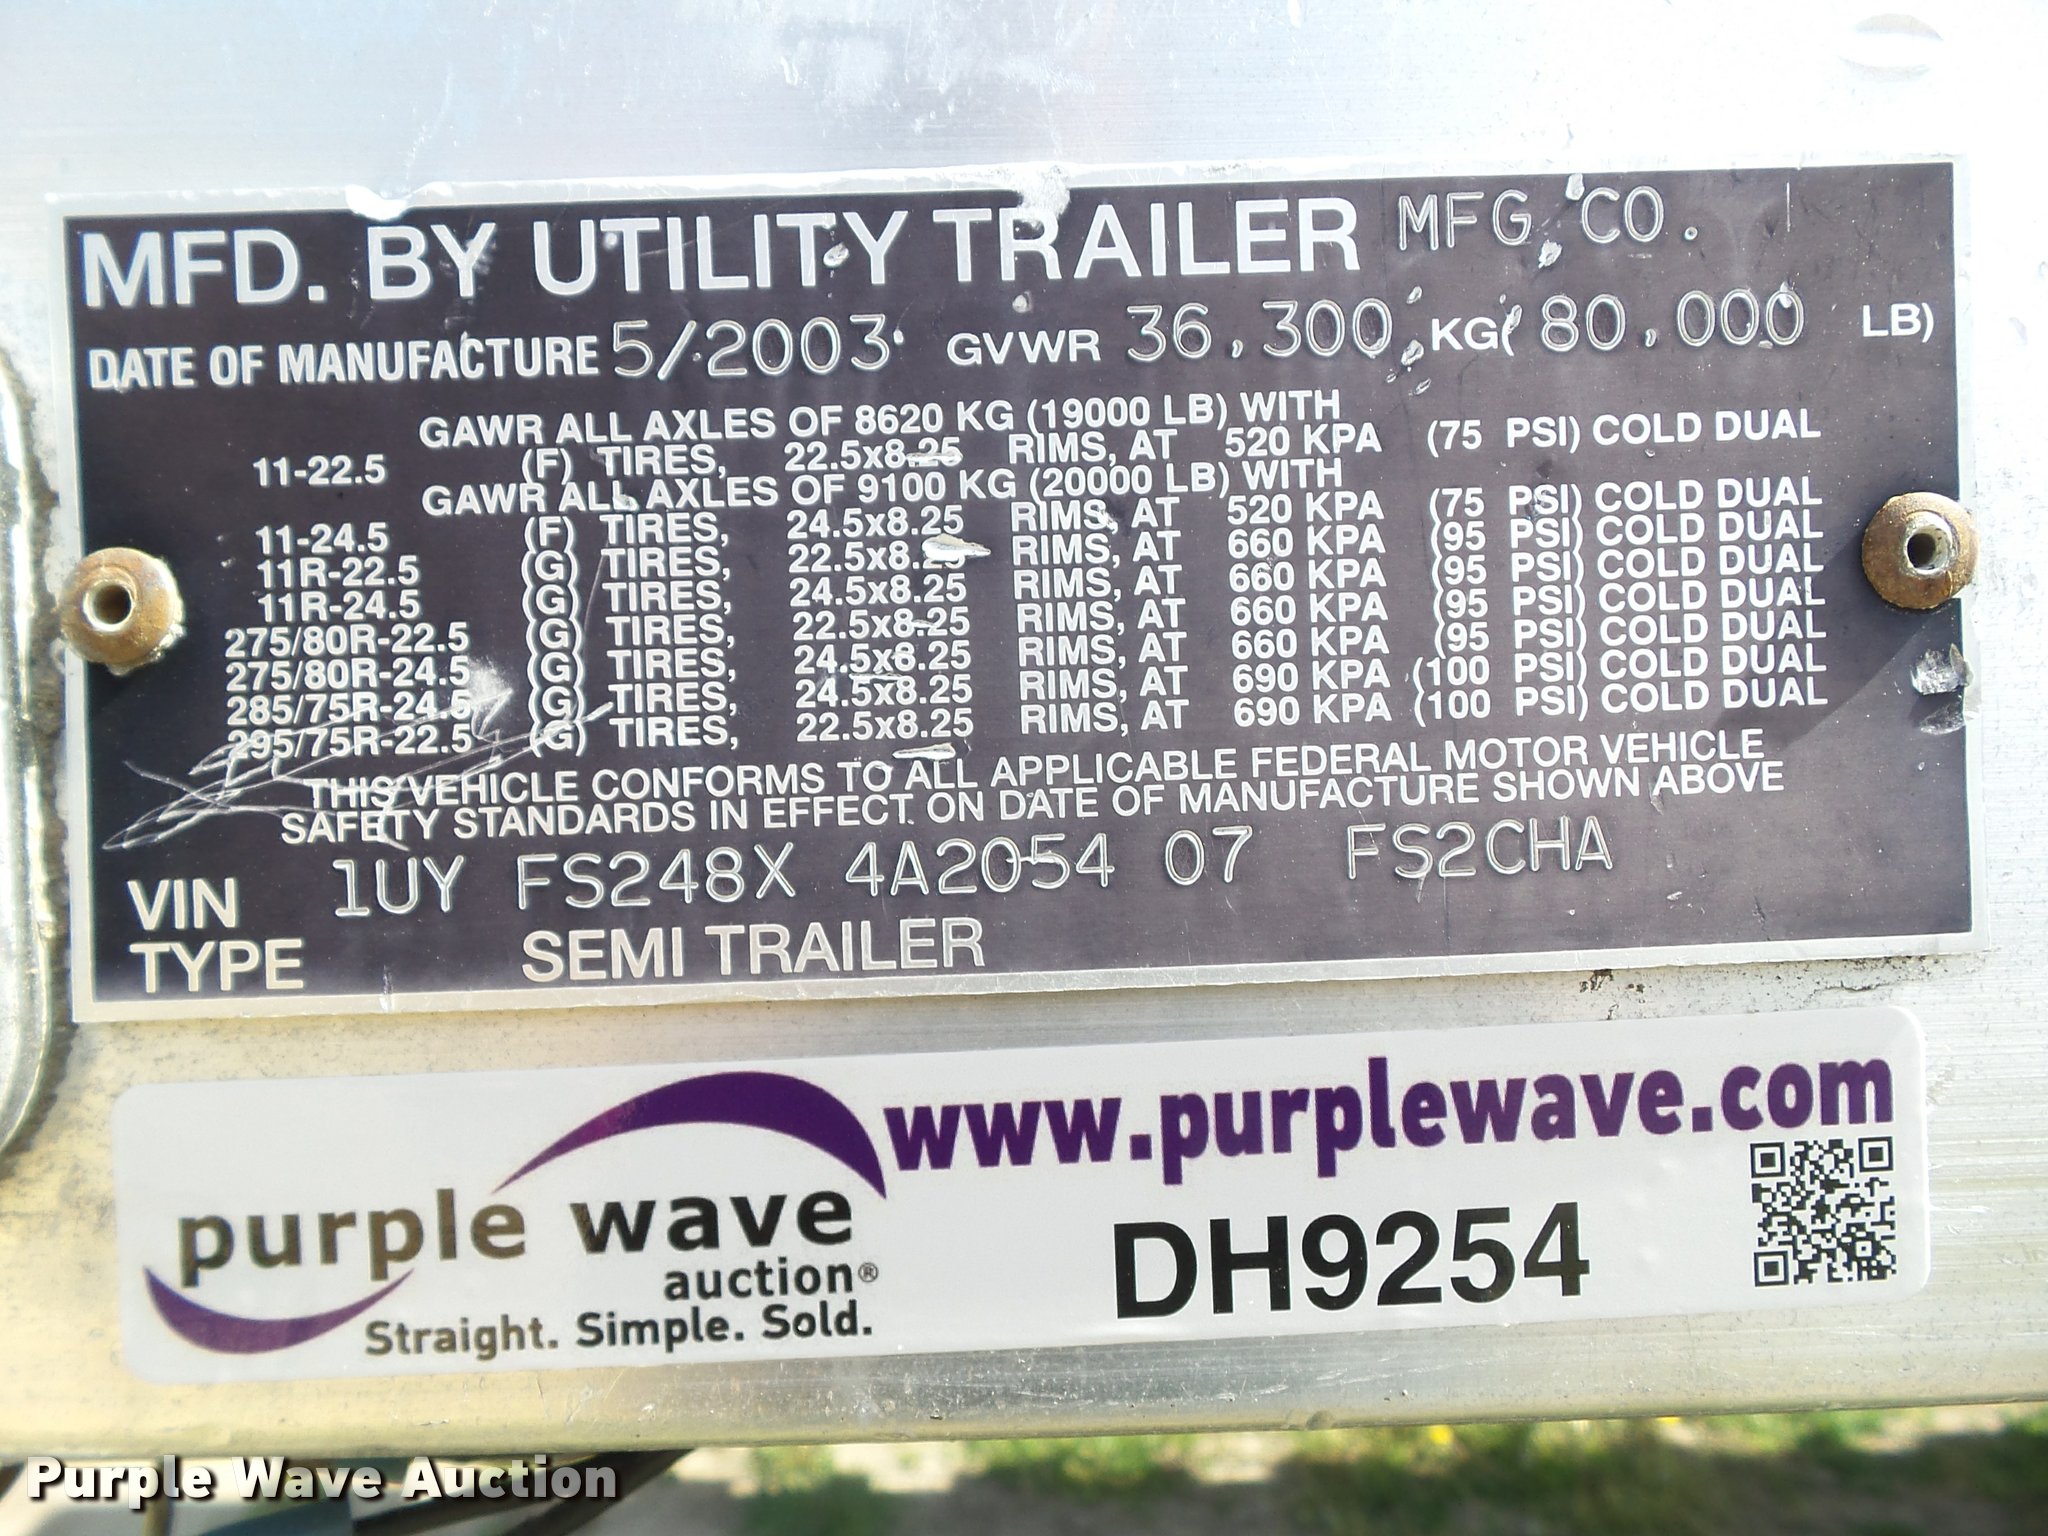 MFD. BY UTILITY TRAILER MFG. CO.
DATE OF MANUFACTURE 5/2003 GVWR 36,300 KG( 80,000 LB)
GAWR ALL AXLES OF 8620 KG (19000 LB) WITH
11-22.5 (F) TIRES, 22.5x8.25 RIMS, AT 520 KPA (75 PSI) COLD DUAL
GAWR ALL AXLES OF 9100 KG (20000 LB) WITH
11-24.5 (F) TIRES, 24.5x8.25 RIMS, AT 520 KPA (75 PSI) COLD DUAL
11R-22.5 (G) TIRES, 22.5x8.25 RIMS, AT 660 KPA (95 PSI) COLD DUAL
11R-24.5 (G) TIRES, 24.5x8.25 RIMS, AT 660 KPA (95 PSI) COLD DUAL
275/80R-22.5 (G) TIRES, 22.5x8.25 RIMS, AT 660 KPA (95 PSI) COLD DUAL
275/80R-24.5 (G) TIRES, 24.5x8.25 RIMS, AT 660 KPA (95 PSI) COLD DUAL
285/75R-24.5 (G) TIRES, 24.5x8.25 RIMS, AT 690 KPA (100 PSI) COLD DUAL
295/75R-22.5 (G) TIRES, 22.5x8.25 RIMS, AT 690 KPA (100 PSI) COLD DUAL
THIS VEHICLE CONFORMS TO ALL APPLICABLE FEDERAL MOTOR VEHICLE
SAFETY STANDARDS IN EFFECT ON DATE OF MANUFACTURE SHOWN ABOVE
VIN 1UY FS248X 4A2054 07 FS2CHA
TYPE SEMI TRAILER
www.purplewave.com
purple wave
auction®
Straight. Simple. Sold.
DH9254
Purple Wave Auction